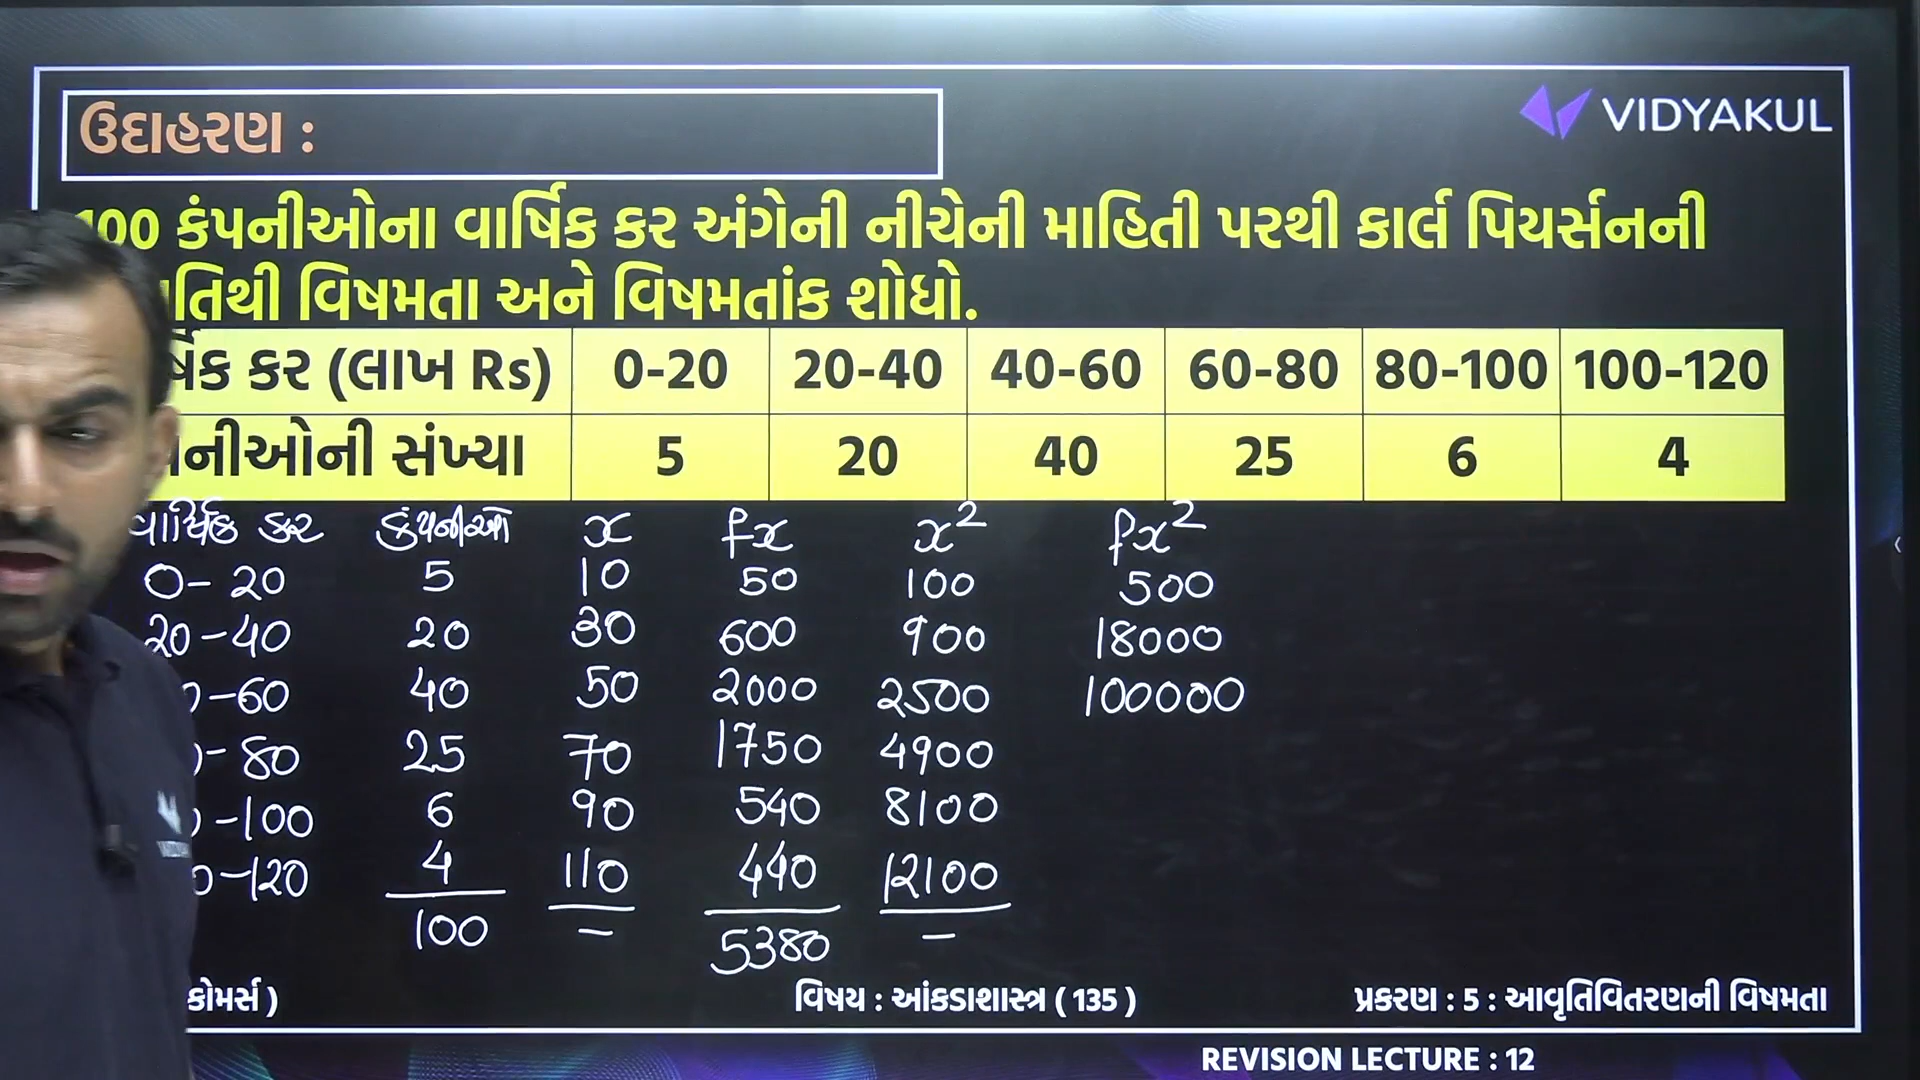 ઉદાહરણ :
VIDYAKUL
100 કંપનીઓના વાર્ષિક કર અંગેની નીચેની માહિતી પરથી કાર્લ પિયર્સનની
વિષમતા અને વિષમતાંક શોધો.
કર (લાખ Rs) 0-20 20-40 40-60 60-80 80-100 100-120
સંખ્યા 5 20 40 25 6 4
વાર્ષિક કર કંપનીઓ x fx x² fx²
0-20 5 10 50 100 500
20-40 20 30 600 900 18000
-60 40 50 2000 2500 100000
-80 25 70 1750 4900
-100 6 90 540 8100
-120 4 110 440 12100
100 - 5380 -
કોમર્સ ) વિષય : આંકડાશાસ્ત્ર ( 135 ) પ્રકરણ : 5 : આવૃતિવિતરણની વિષમતા
REVISION LECTURE : 12